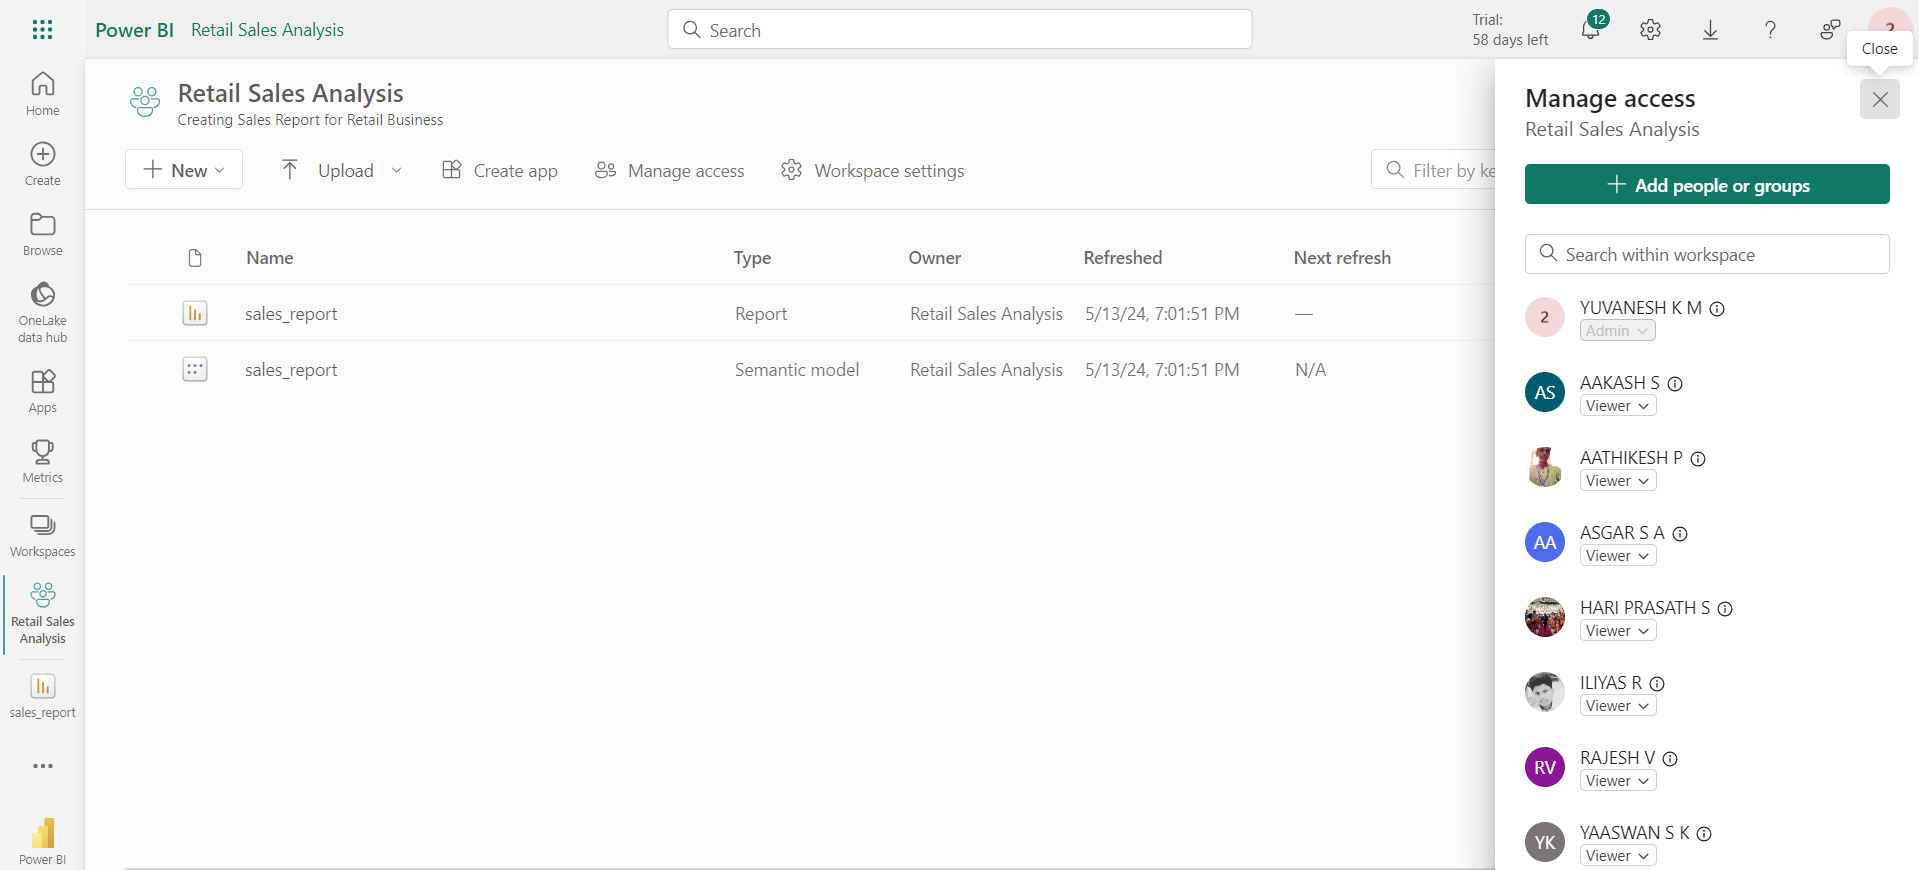 Power BI Retail Sales Analysis
Search
Trial:
58 days left
12
?
2
Close
Home
Create
Browse
OneLake
data hub
Apps
Metrics
Workspaces
Retail Sales
Analysis
sales_report
Power BI
Retail Sales Analysis
Creating Sales Report for Retail Business
New
Upload
Create app
Manage access
Workspace settings
Filter by ke
Name Type Owner Refreshed Next refresh
sales_report Report Retail Sales Analysis 5/13/24, 7:01:51 PM —
sales_report Semantic model Retail Sales Analysis 5/13/24, 7:01:51 PM N/A
Manage access
Retail Sales Analysis
Add people or groups
Search within workspace
2
YUVANESH K M
Admin
AS
AAKASH S
Viewer
AATHIKESH P
Viewer
AA
ASGAR S A
Viewer
HARI PRASATH S
Viewer
ILIYAS R
Viewer
RV
RAJESH V
Viewer
YK
YAASWAN S K
Viewer